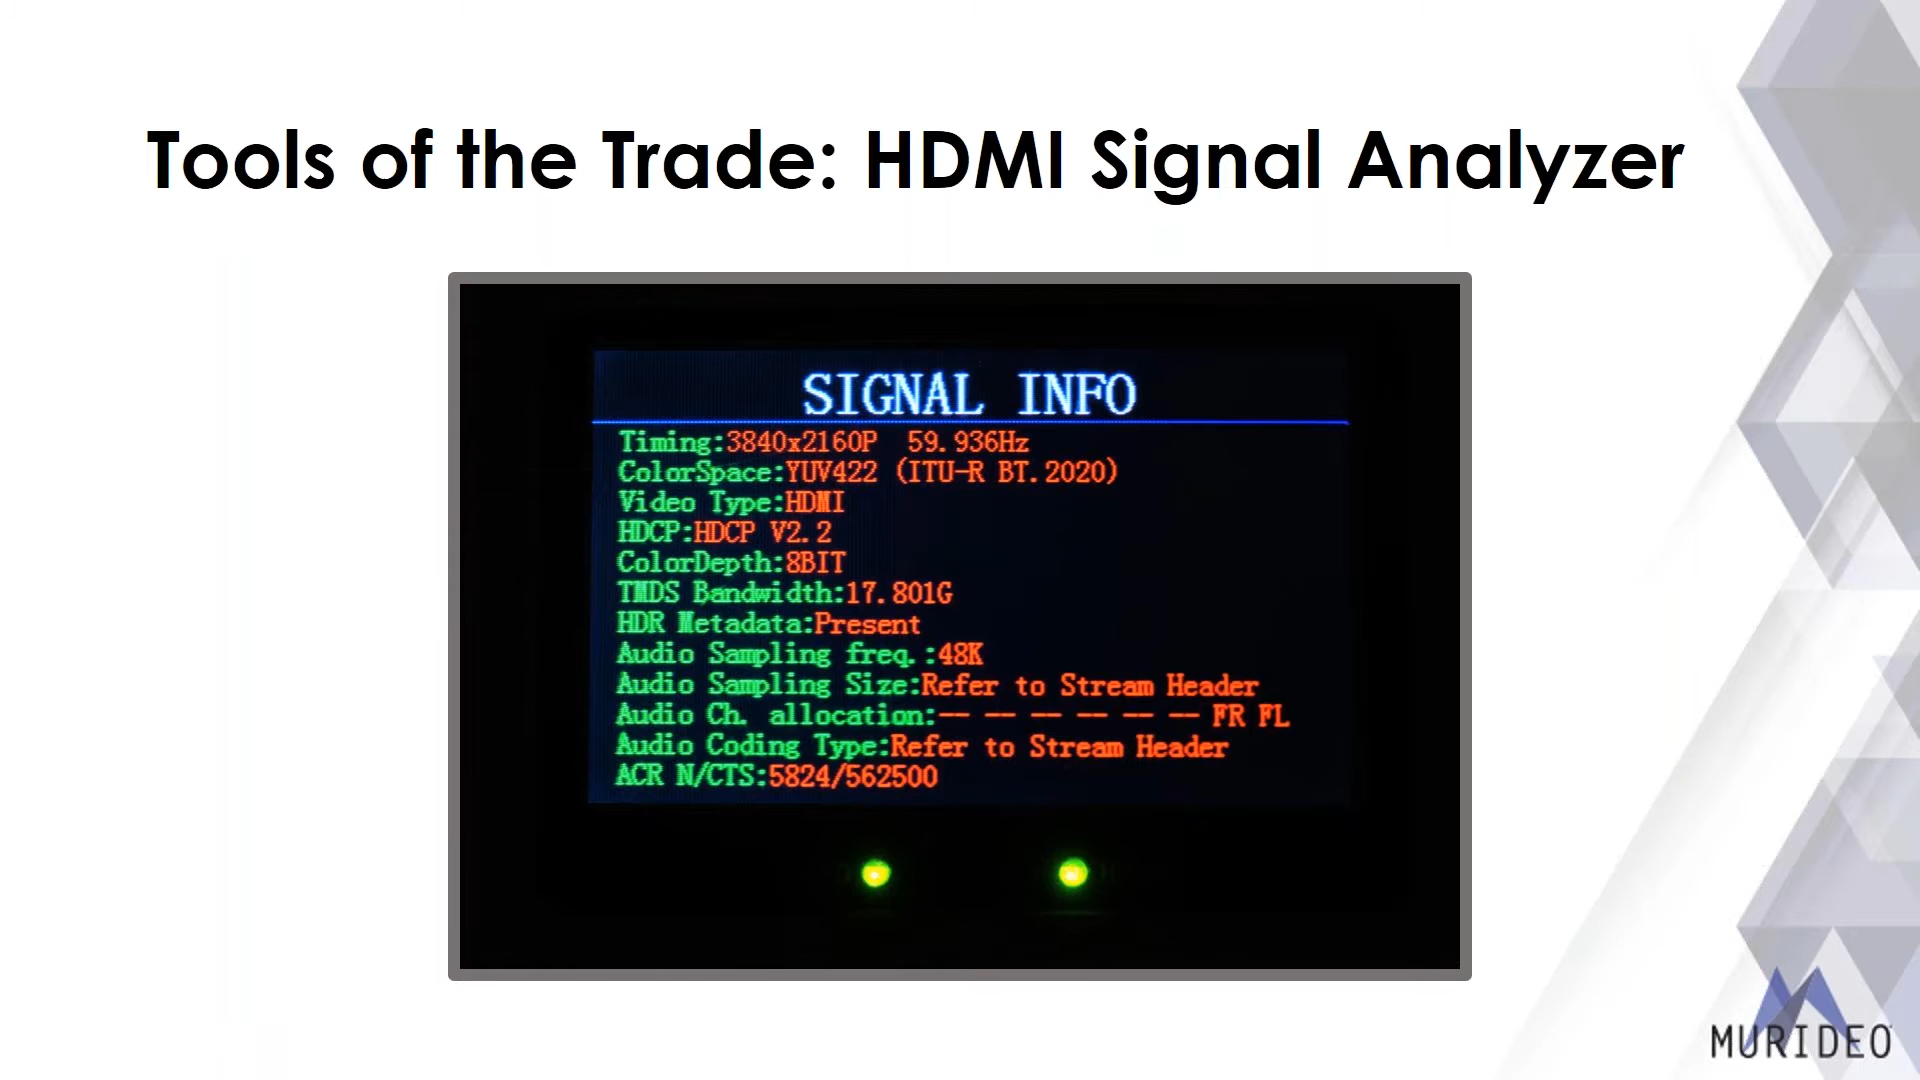 Tools of the Trade: HDMI Signal Analyzer
SIGNAL INFO
Timing:3840x2160P 59.936Hz
ColorSpace:YUV422 (ITU-R BT.2020)
Video Type:HDMI
HDCP:HDCP V2.2
ColorDepth:8BIT
TMDS Bandwidth:17.801G
HDR Metadata:Present
Audio Sampling freq.:48K
Audio Sampling Size:Refer to Stream Header
Audio Ch. allocation:-- -- -- -- -- -- FR FL
Audio Coding Type:Refer to Stream Header
ACR N/CTS:5824/562500
MURIDEO